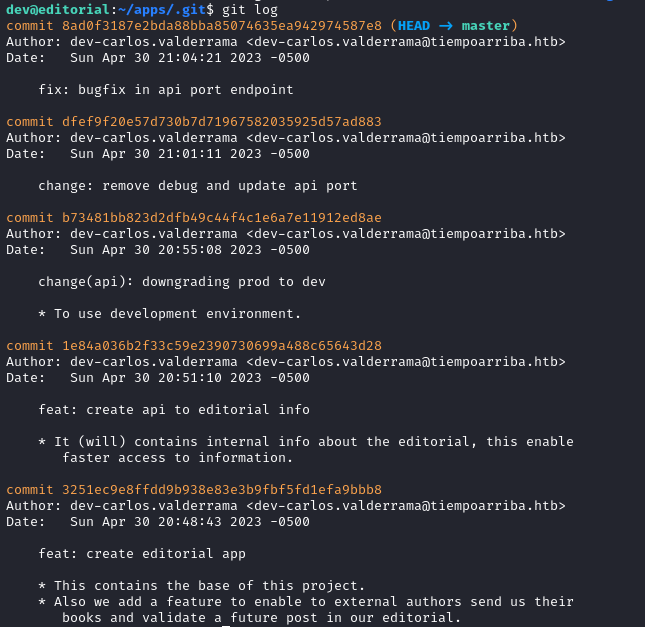 dev@editorial:~/apps/.git$ git log
commit 8ad0f3187e2bda88bba85074635ea942974587e8 (HEAD → master)
Author: dev-carlos.valderrama <dev-carlos.valderrama@tiempoarriba.htb>
Date:   Sun Apr 30 21:04:21 2023 -0500
fix: bugfix in api port endpoint
commit dfef9f20e57d730b7d71967582035925d57ad883
Author: dev-carlos.valderrama <dev-carlos.valderrama@tiempoarriba.htb>
Date:   Sun Apr 30 21:01:11 2023 -0500
change: remove debug and update api port
commit b73481bb823d2dfb49c44f4c1e6a7e11912ed8ae
Author: dev-carlos.valderrama <dev-carlos.valderrama@tiempoarriba.htb>
Date:   Sun Apr 30 20:55:08 2023 -0500
change(api): downgrading prod to dev
* To use development environment.
commit 1e84a036b2f33c59e2390730699a488c65643d28
Author: dev-carlos.valderrama <dev-carlos.valderrama@tiempoarriba.htb>
Date:   Sun Apr 30 20:51:10 2023 -0500
feat: create api to editorial info
* It (will) contains internal info about the editorial, this enable
faster access to information.
commit 3251ec9e8ffdd9b938e83e3b9fbf5fd1efa9bbb8
Author: dev-carlos.valderrama <dev-carlos.valderrama@tiempoarriba.htb>
Date:   Sun Apr 30 20:48:43 2023 -0500
feat: create editorial app
* This contains the base of this project.
* Also we add a feature to enable to external authors send us their
books and validate a future post in our editorial.